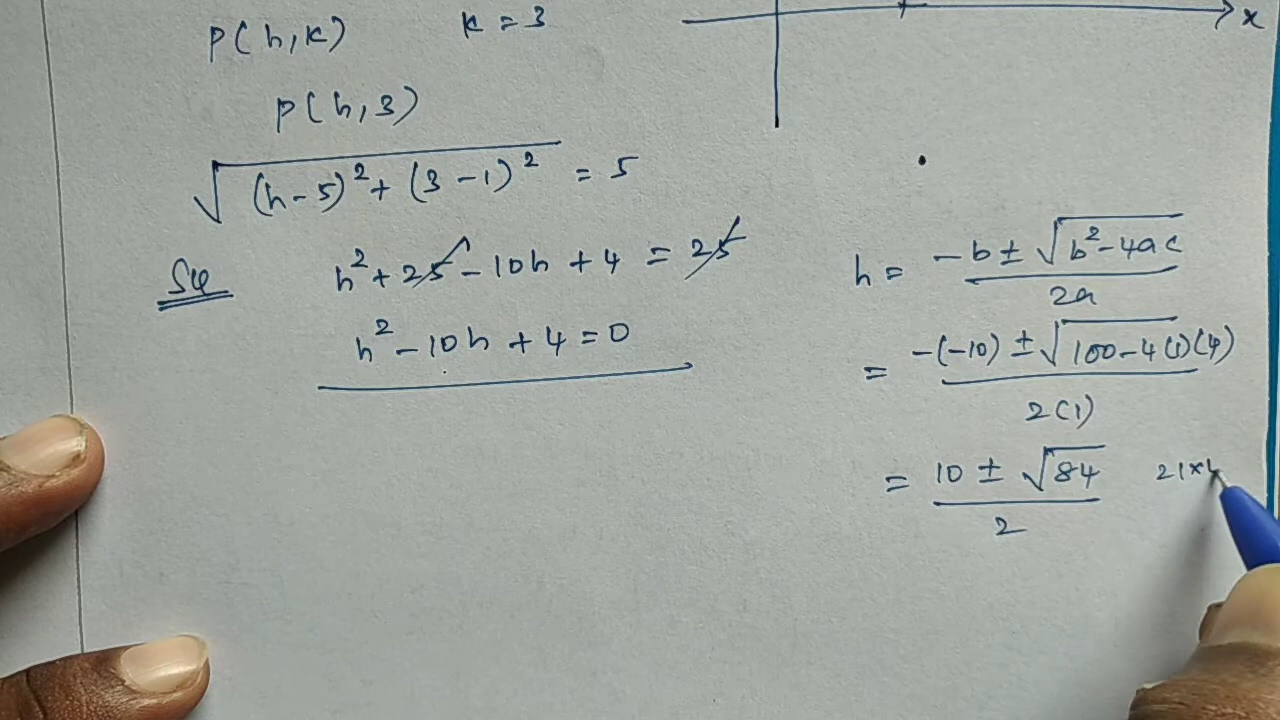 P(h,k) k=3
x
P(h,3)
√((h-5)²+(3-1)²) = 5
Sq h²+25-10h+4=25
h²-10h+4=0
h = (-b±√(b²-4ac))/2a
= (-(-10)±√(100-4(1)(4)))/2(1)
= (10±√84)/2 21×4